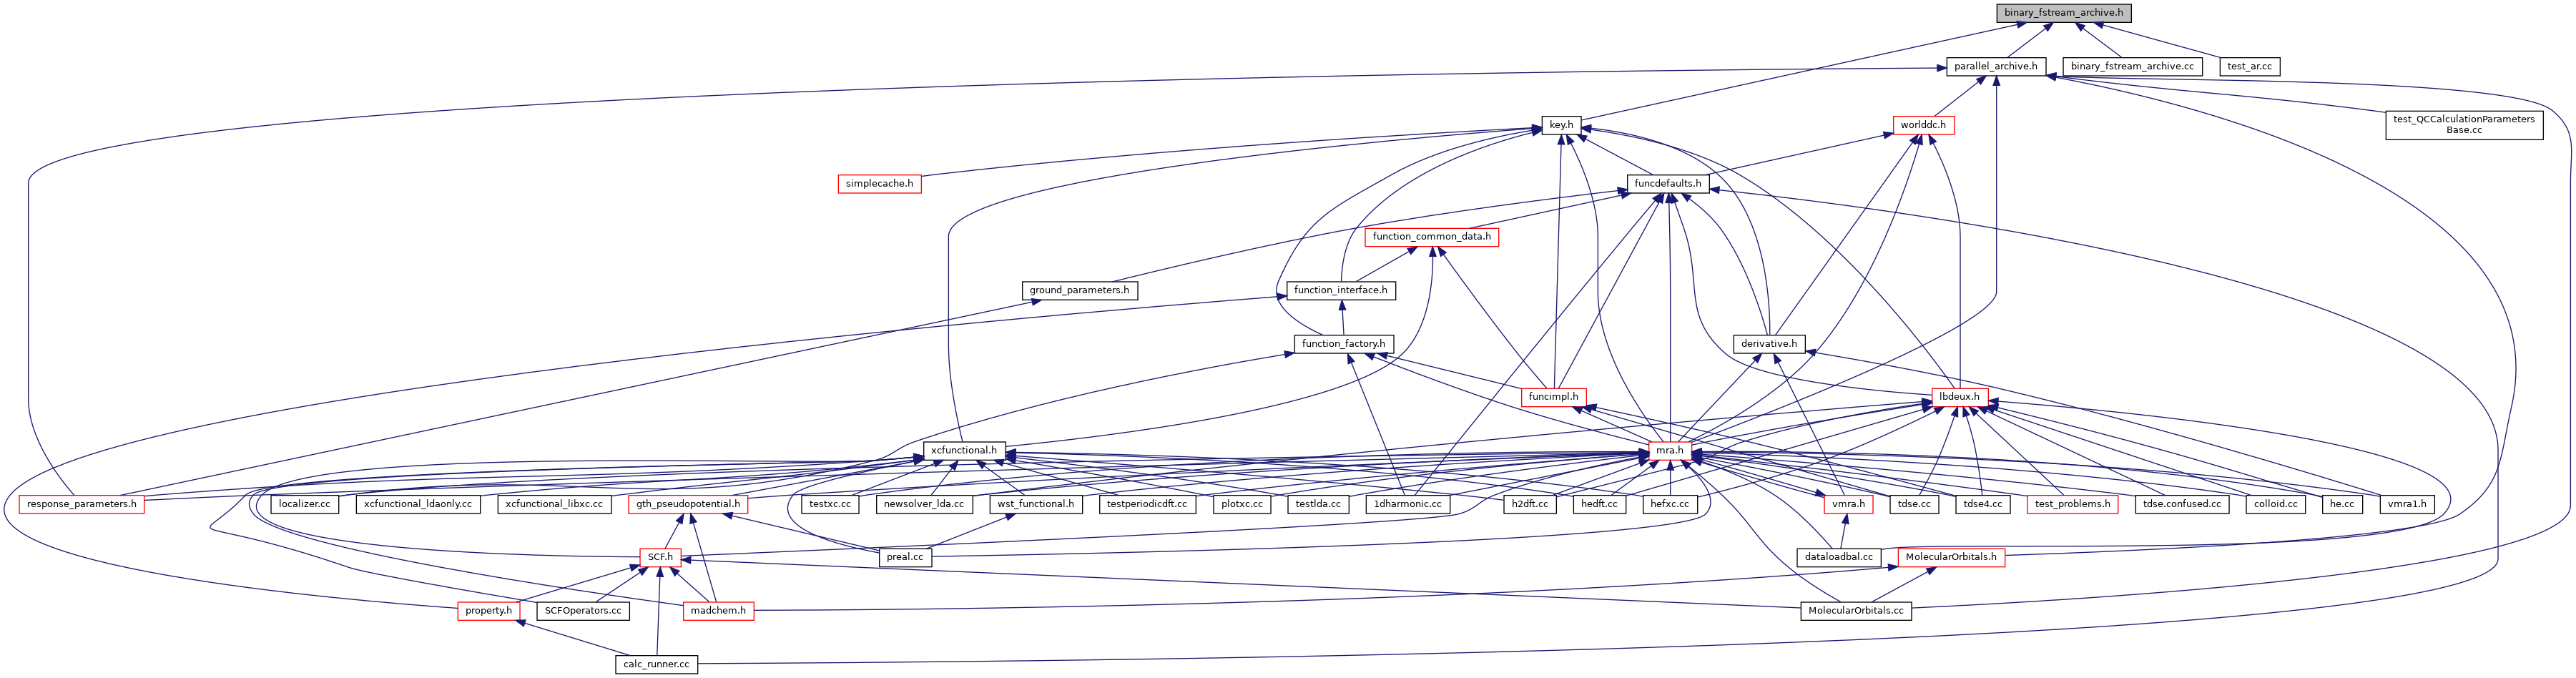 binary_fstream_archive.h
parallel_archive.h
binary_fstream_archive.cc
test_ar.cc
key.h
worlddc.h
test_QCCalculationParameters
Base.cc
simplecache.h
funcdefaults.h
function_common_data.h
ground_parameters.h
function_interface.h
function_factory.h
derivative.h
funcimpl.h
lbdeux.h
xcfunctional.h
mra.h
response_parameters.h
localizer.cc
xcfunctional_ldaonly.cc
xcfunctional_libxc.cc
gth_pseudopotential.h
testxc.cc
newsolver_lda.cc
wst_functional.h
testperiodicdft.cc
plotxc.cc
testlda.cc
1dharmonic.cc
h2dft.cc
hedft.cc
hefxc.cc
vmra.h
tdse.cc
tdse4.cc
test_problems.h
tdse.confused.cc
colloid.cc
he.cc
vmra1.h
SCF.h
preal.cc
dataloadbal.cc
MolecularOrbitals.h
property.h
SCFOperators.cc
madchem.h
MolecularOrbitals.cc
calc_runner.cc